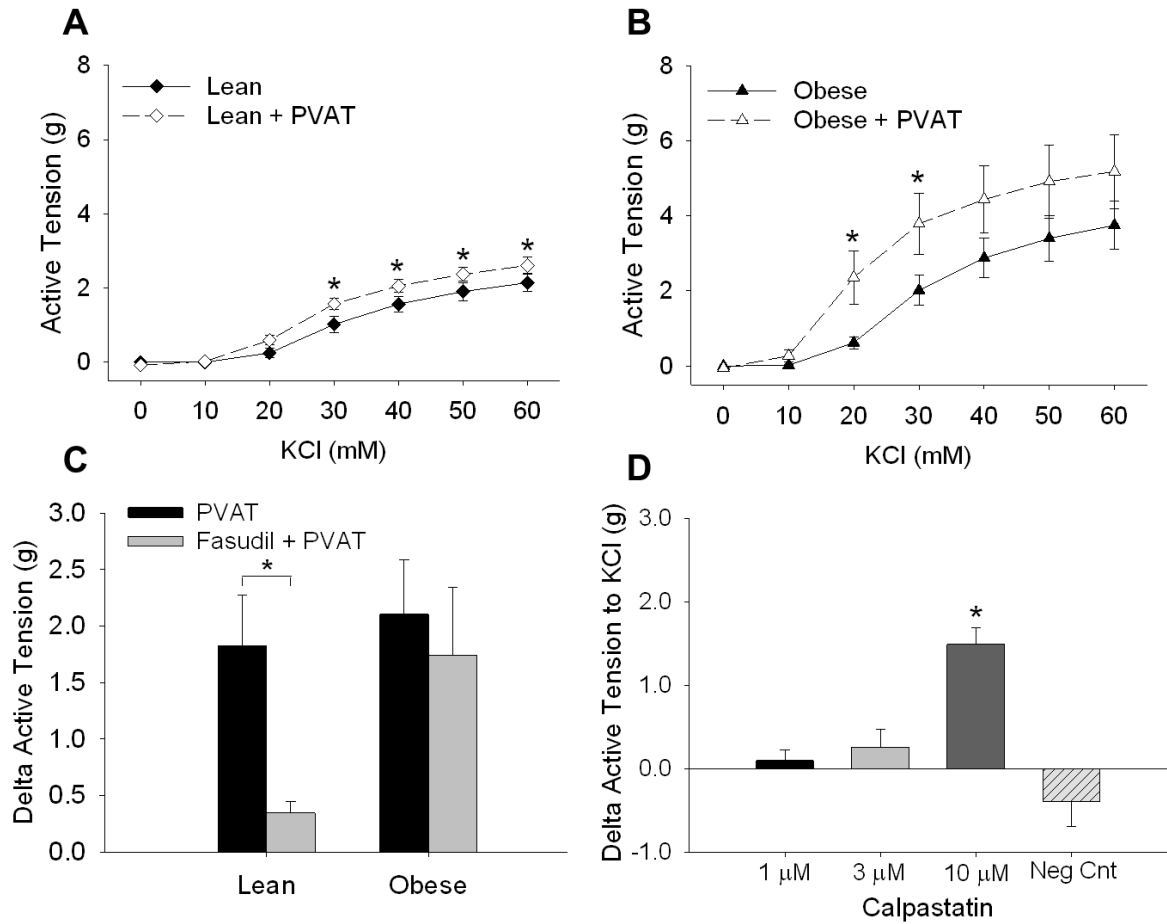 A
Active Tension (g)
8
6
4
2
0
Lean
Lean + PVAT
* * * *
0 10 20 30 40 50 60
KCl (mM)
B
Active Tension (g)
8
6
4
2
0
Obese
Obese + PVAT
* *
0 10 20 30 40 50 60
KCl (mM)
C
Delta Active Tension (g)
3.0
2.5
2.0
1.5
1.0
0.5
0.0
PVAT
Fasudil + PVAT
*
Lean Obese
D
Delta Active Tension to KCl (g)
3.0
2.0
1.0
0.0
-1.0
*
1 μM 3 μM 10 μM Neg Cnt
Calpastatin